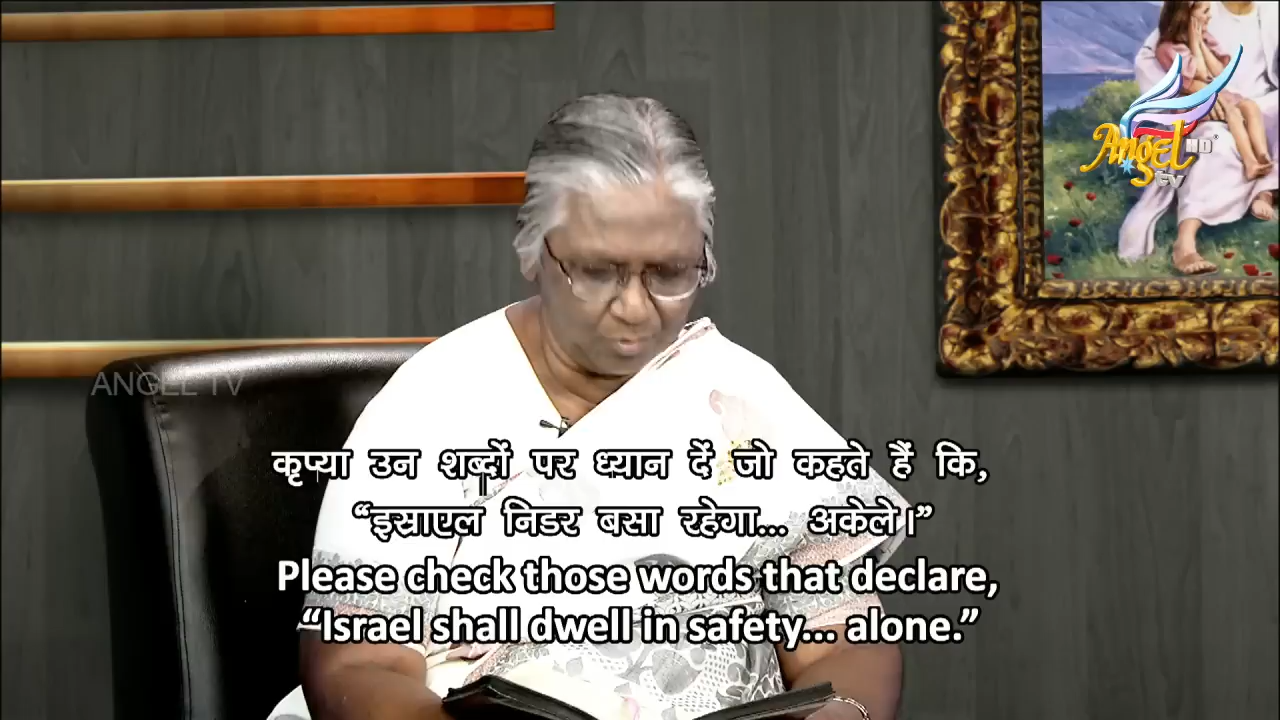 Angel HD
tv
ANGEL TV
कृप्या उन शब्दों पर ध्यान दें जो कहते हैं कि,
“इस्राएल निडर बसा रहेगा... अकेले।”
Please check those words that declare,
“Israel shall dwell in safety... alone.”